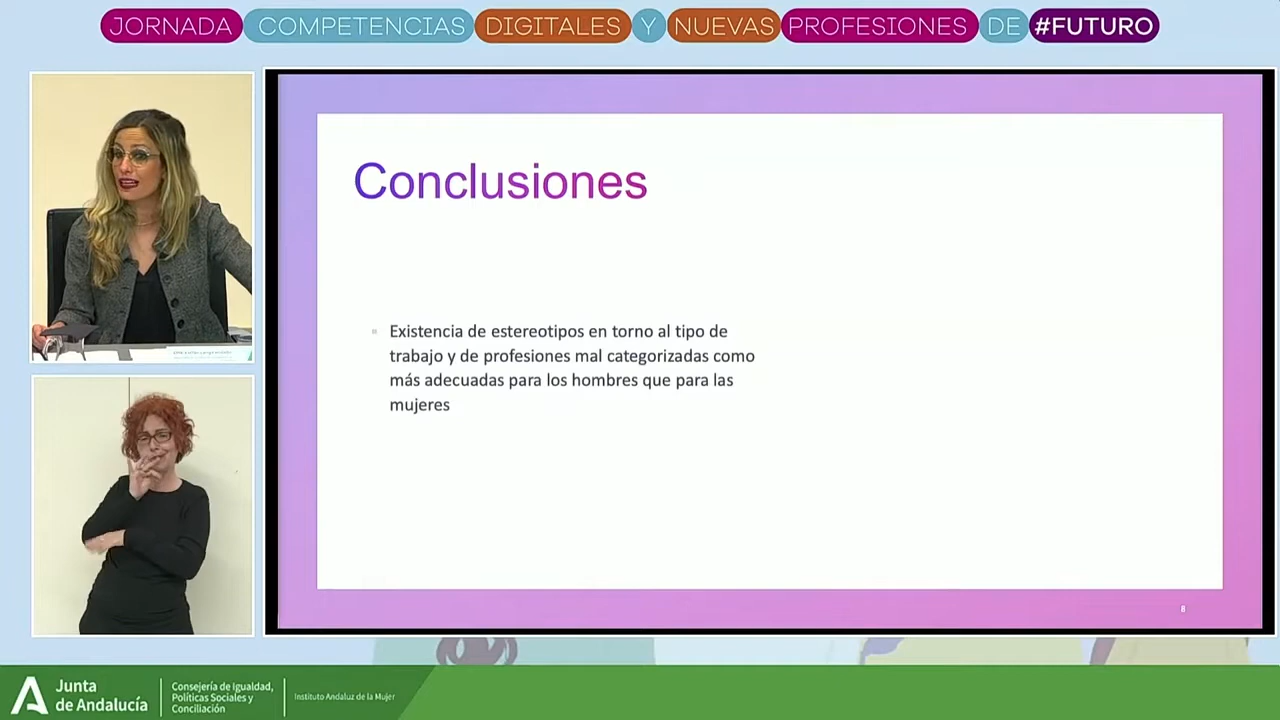 JORNADA COMPETENCIAS DIGITALES Y NUEVAS PROFESIONES DE #FUTURO
Conclusiones
Existencia de estereotipos en torno al tipo de
trabajo y de profesiones mal categorizadas como
más adecuadas para los hombres que para las
mujeres
8
Junta
de Andalucía
Consejería de Igualdad,
Políticas Sociales y
Conciliación
Instituto Andaluz de la Mujer